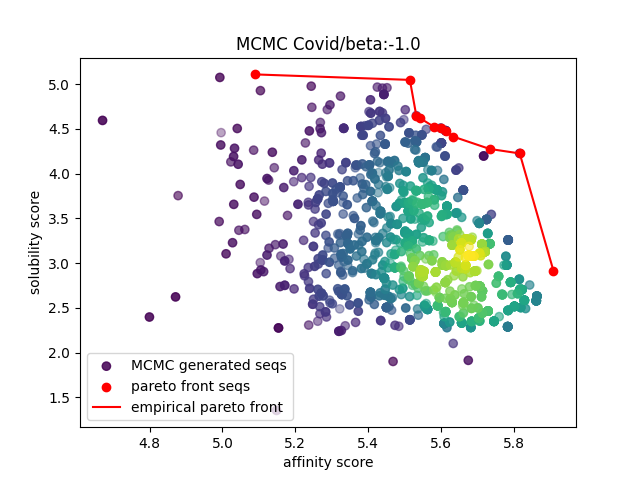 MCMC Covid/beta:-1.0
solubility score
5.0
4.5
4.0
3.5
3.0
2.5
2.0
1.5
MCMC generated seqs
pareto front seqs
empirical pareto front
4.8 5.0 5.2 5.4 5.6 5.8
affinity score